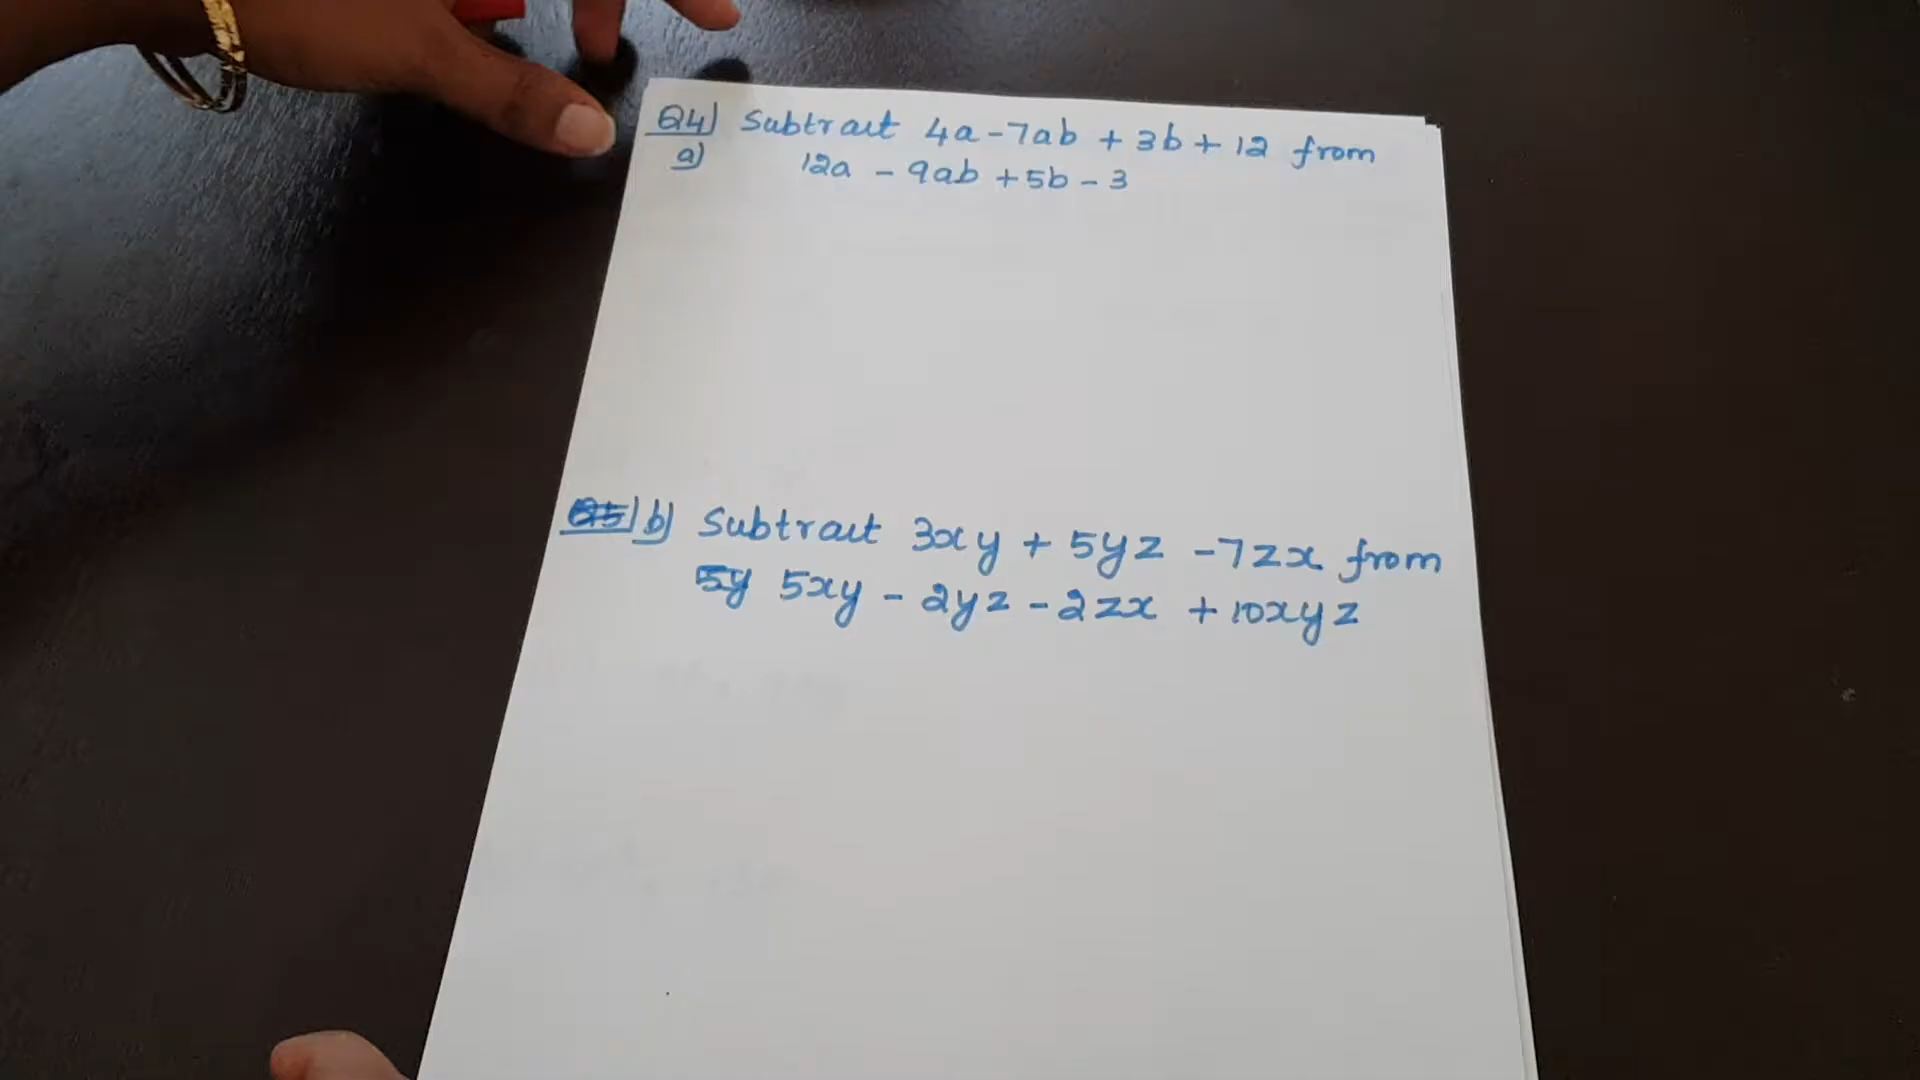 Q4) Subtract 4a - 7ab + 3b + 12 from
a) 12a - 9ab + 5b - 3
b) Subtract 3xy + 5yz - 7zx from
5y 5xy - 2yz - 2zx + 10xyz